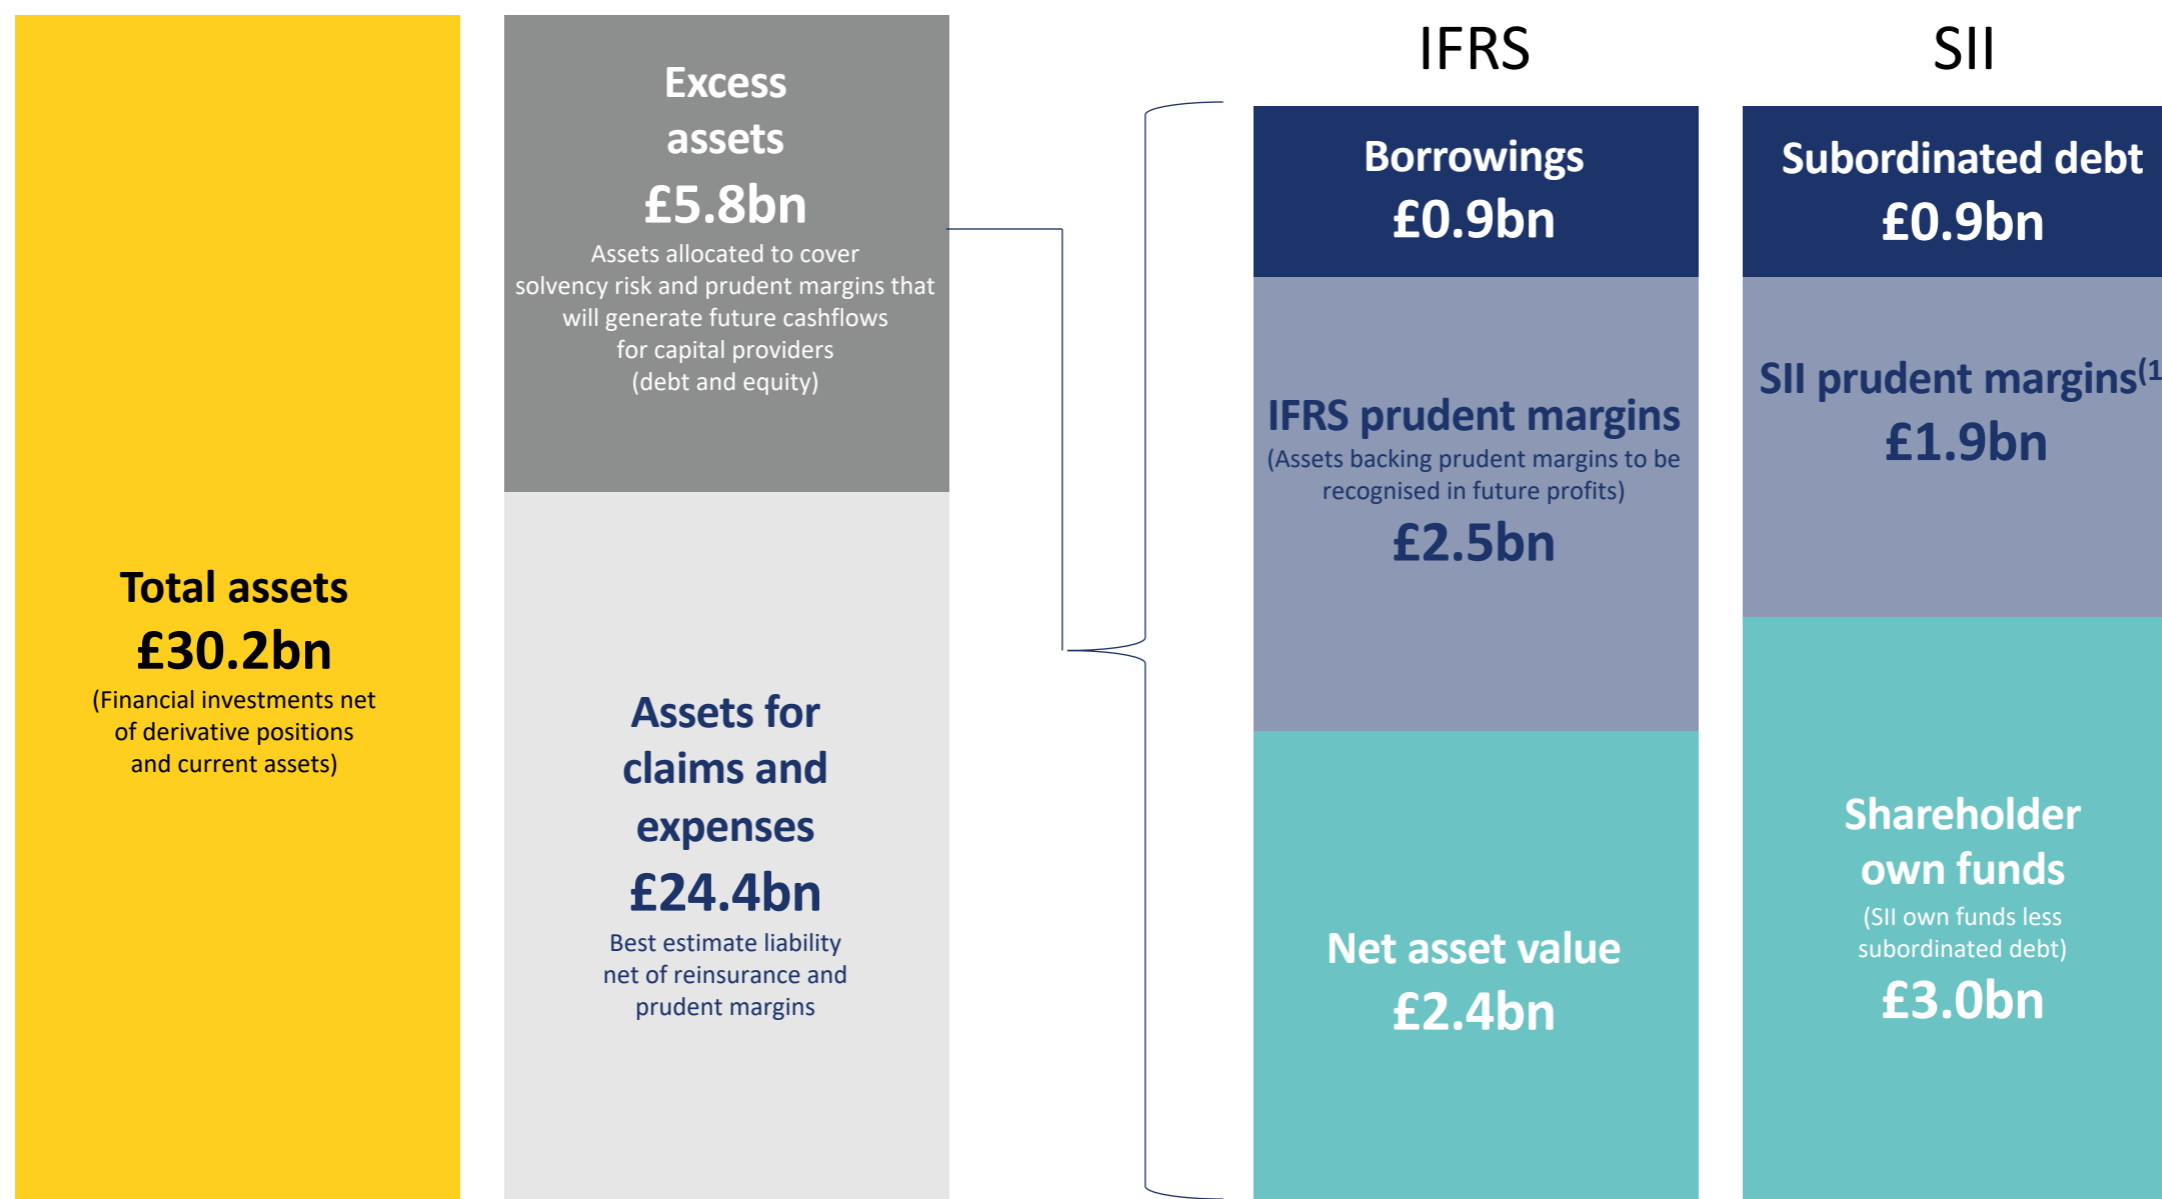 Total assets
£30.2bn
(Financial investments net
of derivative positions
and current assets)
Excess
assets
£5.8bn
Assets allocated to cover
solvency risk and prudent margins that
will generate future cashflows
for capital providers
(debt and equity)
Assets for
claims and
expenses
£24.4bn
Best estimate liability
net of reinsurance and
prudent margins
IFRS
Borrowings
£0.9bn
IFRS prudent margins
(Assets backing prudent margins to be
recognised in future profits)
£2.5bn
Net asset value
£2.4bn
SII
Subordinated debt
£0.9bn
SII prudent margins(1
£1.9bn
Shareholder
own funds
(SII own funds less
subordinated debt)
£3.0bn